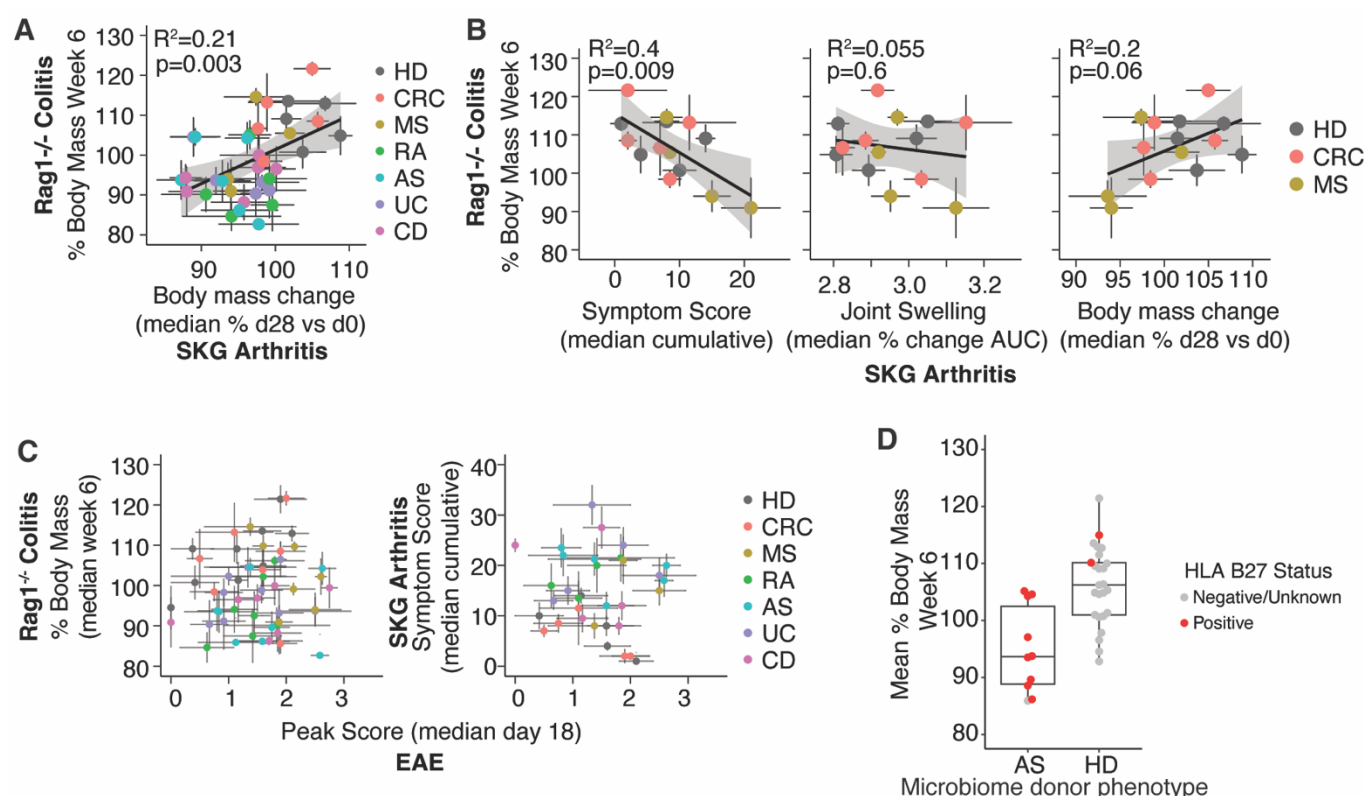 A
Rag1-/- Colitis
% Body Mass Week 6
130
120
110
100
90
80
R²=0.21
p=0.003
90
100
110
Body mass change
(median % d28 vs d0)
SKG Arthritis
HD
CRC
MS
RA
AS
UC
CD
B
Rag1-/- Colitis
% Body Mass Week 6
130
120
110
100
90
80
R²=0.4
p=0.009
0
10
20
Symptom Score
(median cumulative)
R²=0.055
p=0.6
2.8
3.0
3.2
Joint Swelling
(median % change AUC)
R²=0.2
p=0.06
90
95
100
105
110
Body mass change
(median % d28 vs d0)
SKG Arthritis
HD
CRC
MS
C
Rag1-/- Colitis
% Body Mass
(median week 6)
130
120
110
100
90
80
0
1
2
3
SKG Arthritis
Symptom Score
(median cumulative)
40
30
20
10
0
0
1
2
3
Peak Score (median day 18)
EAE
HD
CRC
MS
RA
AS
UC
CD
D
Mean % Body Mass
Week 6
130
120
110
100
90
80
AS
HD
Microbiome donor phenotype
HLA B27 Status
Negative/Unknown
Positive